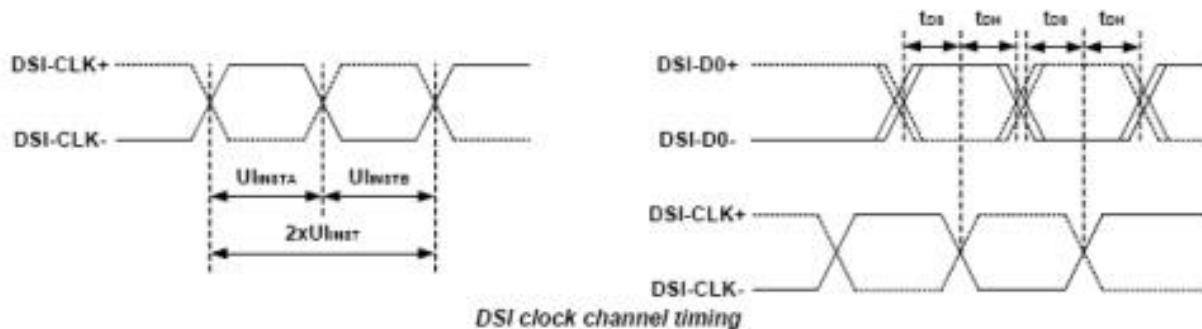 DSI-CLK+
DSI-CLK-
UIINSTA
UIINSTB
2xUIINST
tDS tDH tDS tDH
DSI-D0+
DSI-D0-
DSI-CLK+
DSI-CLK-
DSI clock channel timing